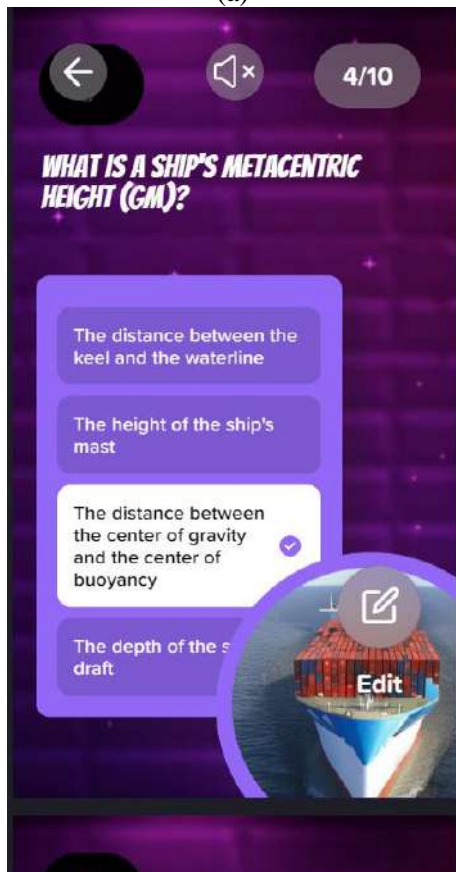 (a)
4/10
WHAT IS A SHIP'S METACENTRIC
HEIGHT (GM)?
The distance between the
keel and the waterline
The height of the ship's
mast
The distance between
the center of gravity
and the center of
buoyancy
The depth of the s
draft
Edit